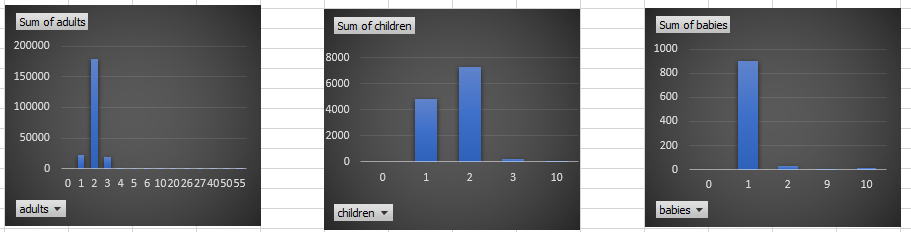 Sum of adults
200000
150000
100000
50000
0
0 1 2 3 4 5 6 10 20 26 27 40 50 55
adults
Sum of children
8000
6000
4000
2000
0
0 1 2 3 10
children
Sum of babies
1000
800
600
400
200
0
0 1 2 9 10
babies